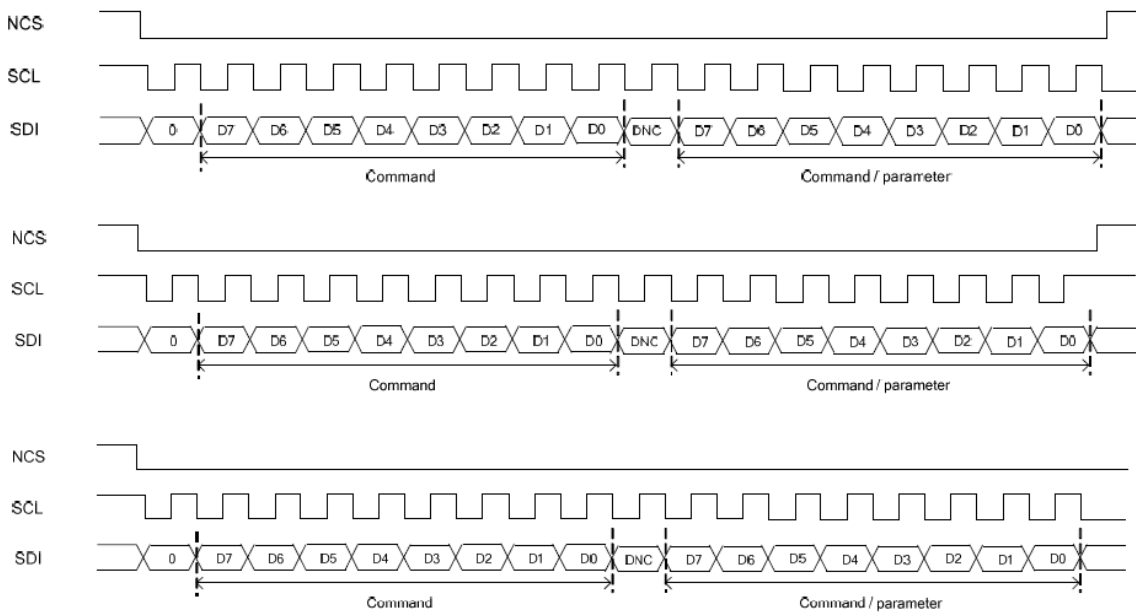 NCS
SCL
SDI 0 D7 D6 D5 D4 D3 D2 D1 D0 DNC D7 D6 D5 D4 D3 D2 D1 D0
Command Command / parameter
NCS
SCL
SDI 0 D7 D6 D5 D4 D3 D2 D1 D0 DNC D7 D6 D5 D4 D3 D2 D1 D0
Command Command / parameter
NCS
SCL
SDI 0 D7 D6 D5 D4 D3 D2 D1 D0 DNC D7 D6 D5 D4 D3 D2 D1 D0
Command Command / parameter